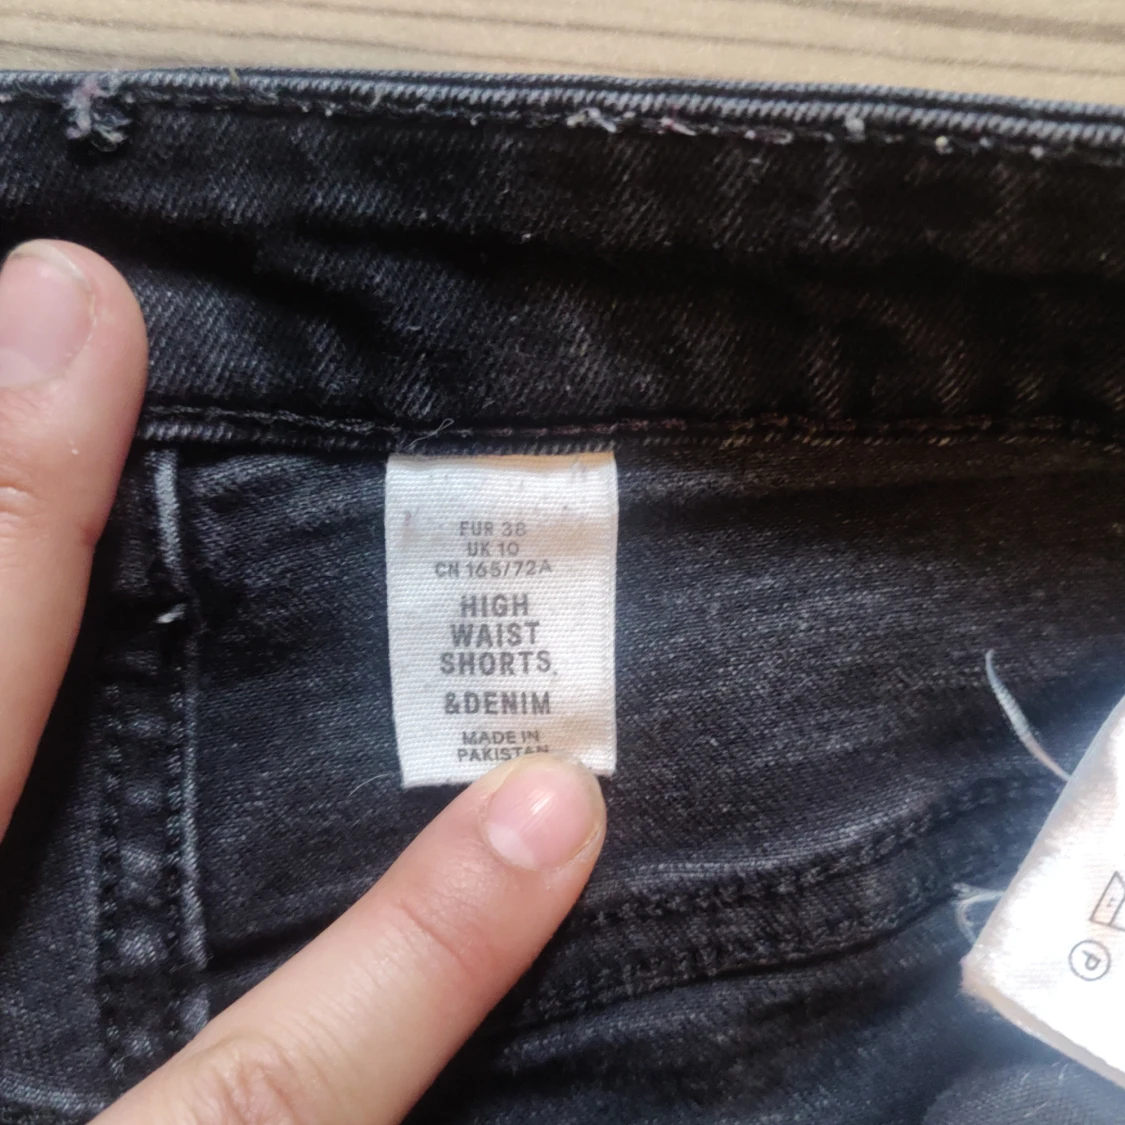 EUR 38
UK 10
CN 165/72A
HIGH
WAIST
SHORTS,
&DENIM
MADE IN
PAKISTAN
P